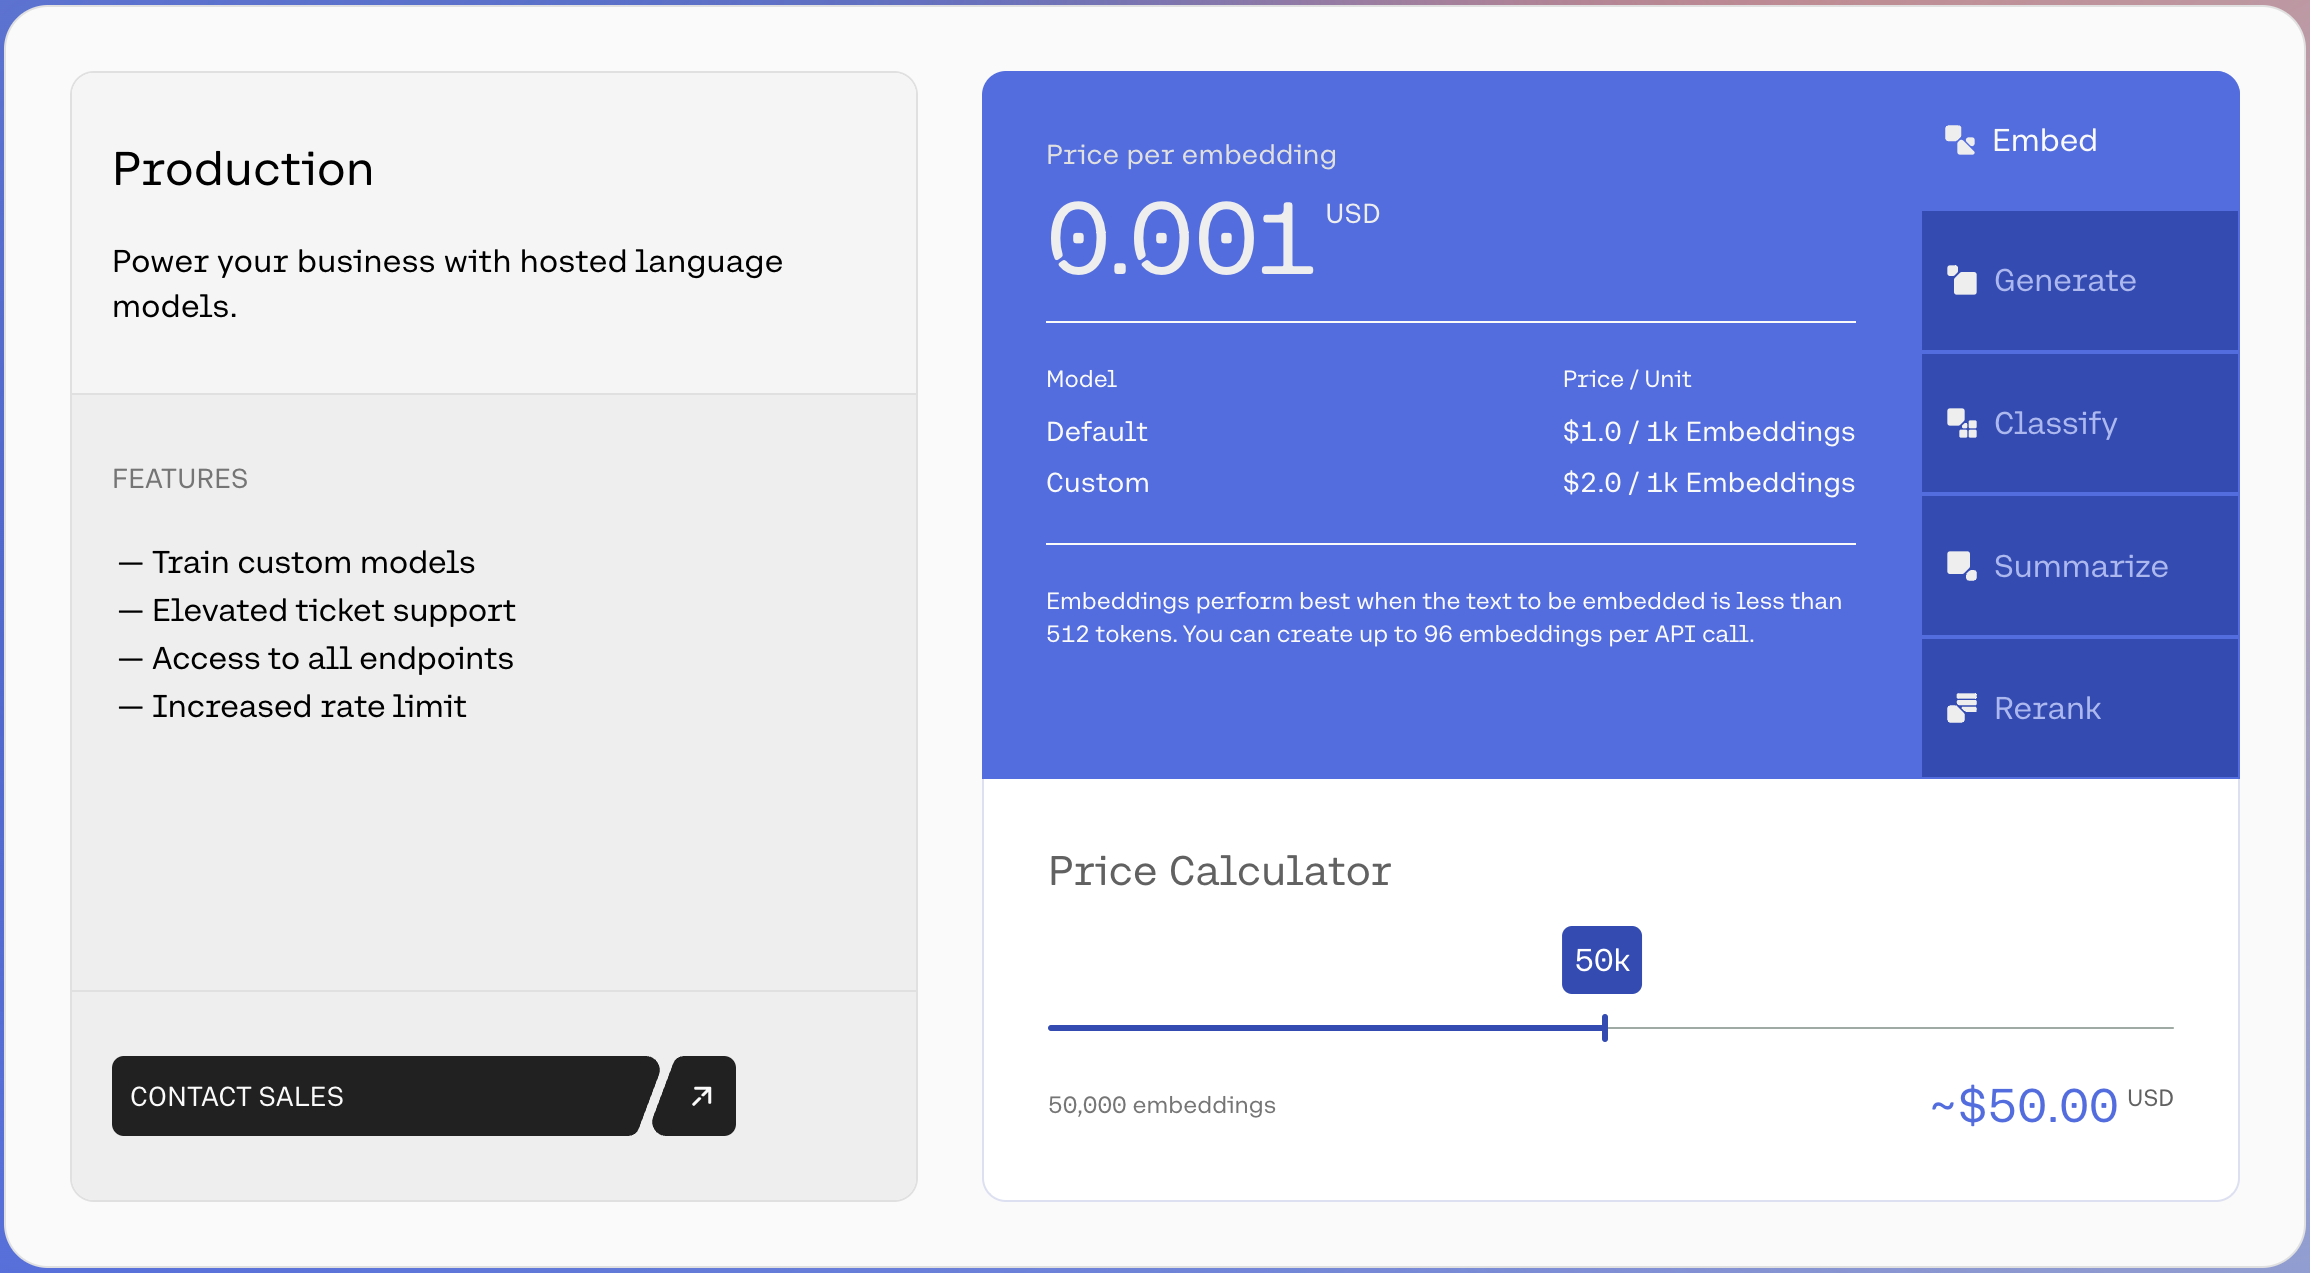 Production
Power your business with hosted language
models.
FEATURES
— Train custom models
— Elevated ticket support
— Access to all endpoints
— Increased rate limit
CONTACT SALES
Price per embedding
0.001 USD
Model Price / Unit
Default $1.0 / 1k Embeddings
Custom $2.0 / 1k Embeddings
Embeddings perform best when the text to be embedded is less than
512 tokens. You can create up to 96 embeddings per API call.
Embed
Generate
Classify
Summarize
Rerank
Price Calculator
50k
50,000 embeddings
~$50.00 USD